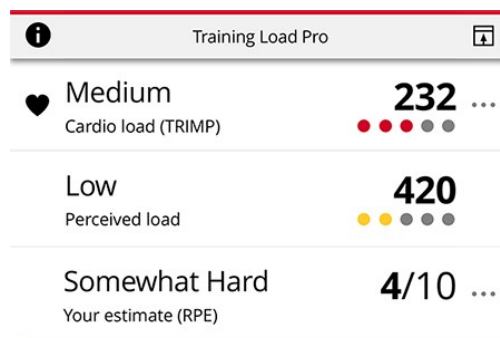 Training Load Pro
Medium 232 ...
Cardio load (TRIMP)
Low 420
Perceived load
Somewhat Hard 4/10 ...
Your estimate (RPE)